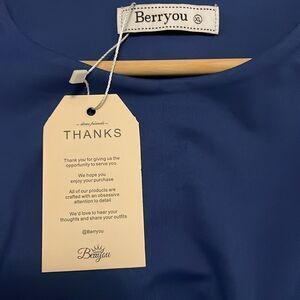 Berryou XL
THANKS
Thank you for giving us the
opportunity to serve you.
We hope you
enjoy your purchase
All of our products are
crafted with an obsessive
attention to detail
We'd love to hear your
thoughts and share your outfits
@Berryou
Berryou